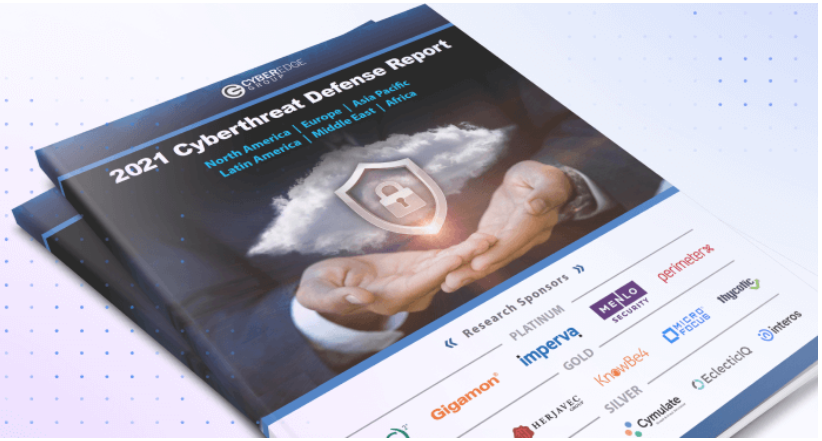 CYBEREDGE
GROUP
2021 Cyberthreat Defense Report
North America | Europe | Asia Pacific
Latin America | Middle East | Africa
« Research Sponsors »
PLATINUM
Gigamon®
imperva
MENLO
SECURITY
perimeterx
GOLD
HERJAVEC
GROUP
KnowBe4
MICRO
FOCUS
thycotic
SILVER
Cymulate
EclecticIQ
interos